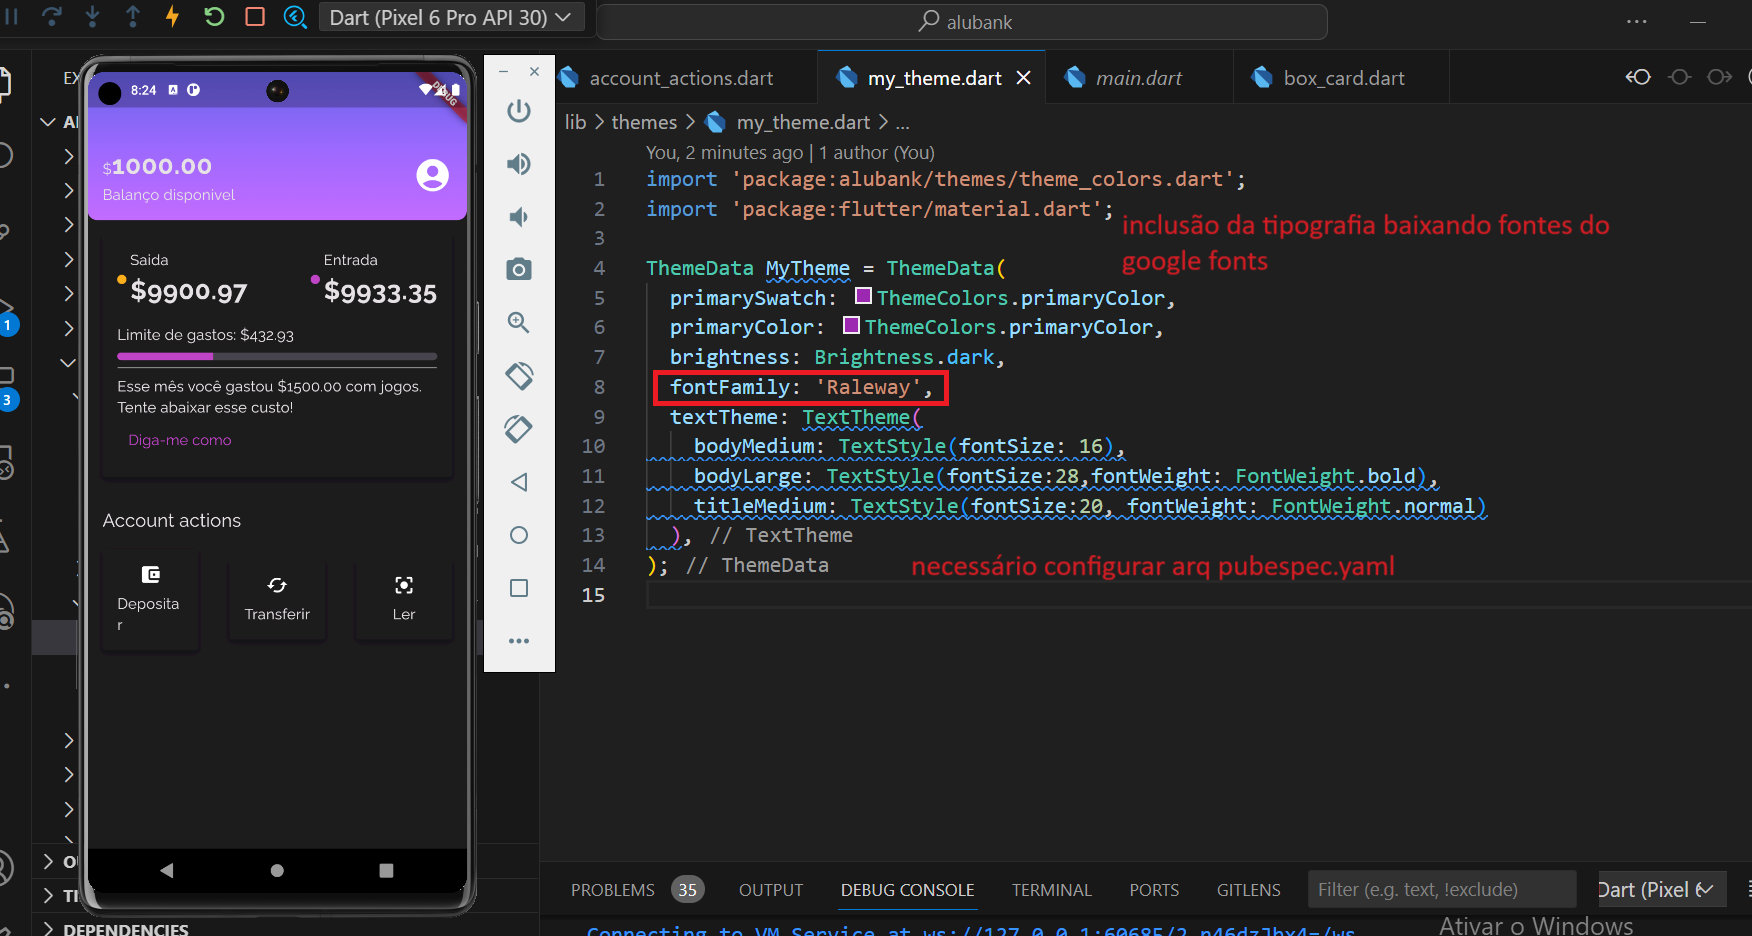 Dart (Pixel 6 Pro API 30)
alubank
account_actions.dart
my_theme.dart
main.dart
box_card.dart
lib > themes > my_theme.dart > ...
You, 2 minutes ago | 1 author (You)
1 import 'package:alubank/themes/theme_colors.dart';
2 import 'package:flutter/material.dart';
inclusão da tipografia baixando fontes do
google fonts
3
4 ThemeData MyTheme = ThemeData(
5 primarySwatch: ThemeColors.primaryColor,
6 primaryColor: ThemeColors.primaryColor,
7 brightness: Brightness.dark,
8 fontFamily: 'Raleway',
9 textTheme: TextTheme(
10 bodyMedium: TextStyle(fontSize: 16),
11 bodyLarge: TextStyle(fontSize:28,fontWeight: FontWeight.bold),
12 titleMedium: TextStyle(fontSize:20, fontWeight: FontWeight.normal)
13 ), // TextTheme
14 ); // ThemeData
necessário configurar arq pubespec.yaml
15
EX
1
3
DEPENDENCIES
8:24
DEBUG
$1000.00
Balanço disponivel
Saida
$9900.97
Entrada
$9933.35
Limite de gastos: $432.93
Esse mês você gastou $1500.00 com jogos.
Tente abaixar esse custo!
Diga-me como
Account actions
Deposita
r
Transferir
Ler
PROBLEMS 35
OUTPUT
DEBUG CONSOLE
TERMINAL
PORTS
GITLENS
Filter (e.g. text, !exclude)
Dart (Pixel
Ativar o Windows
Connecting to VM Service at